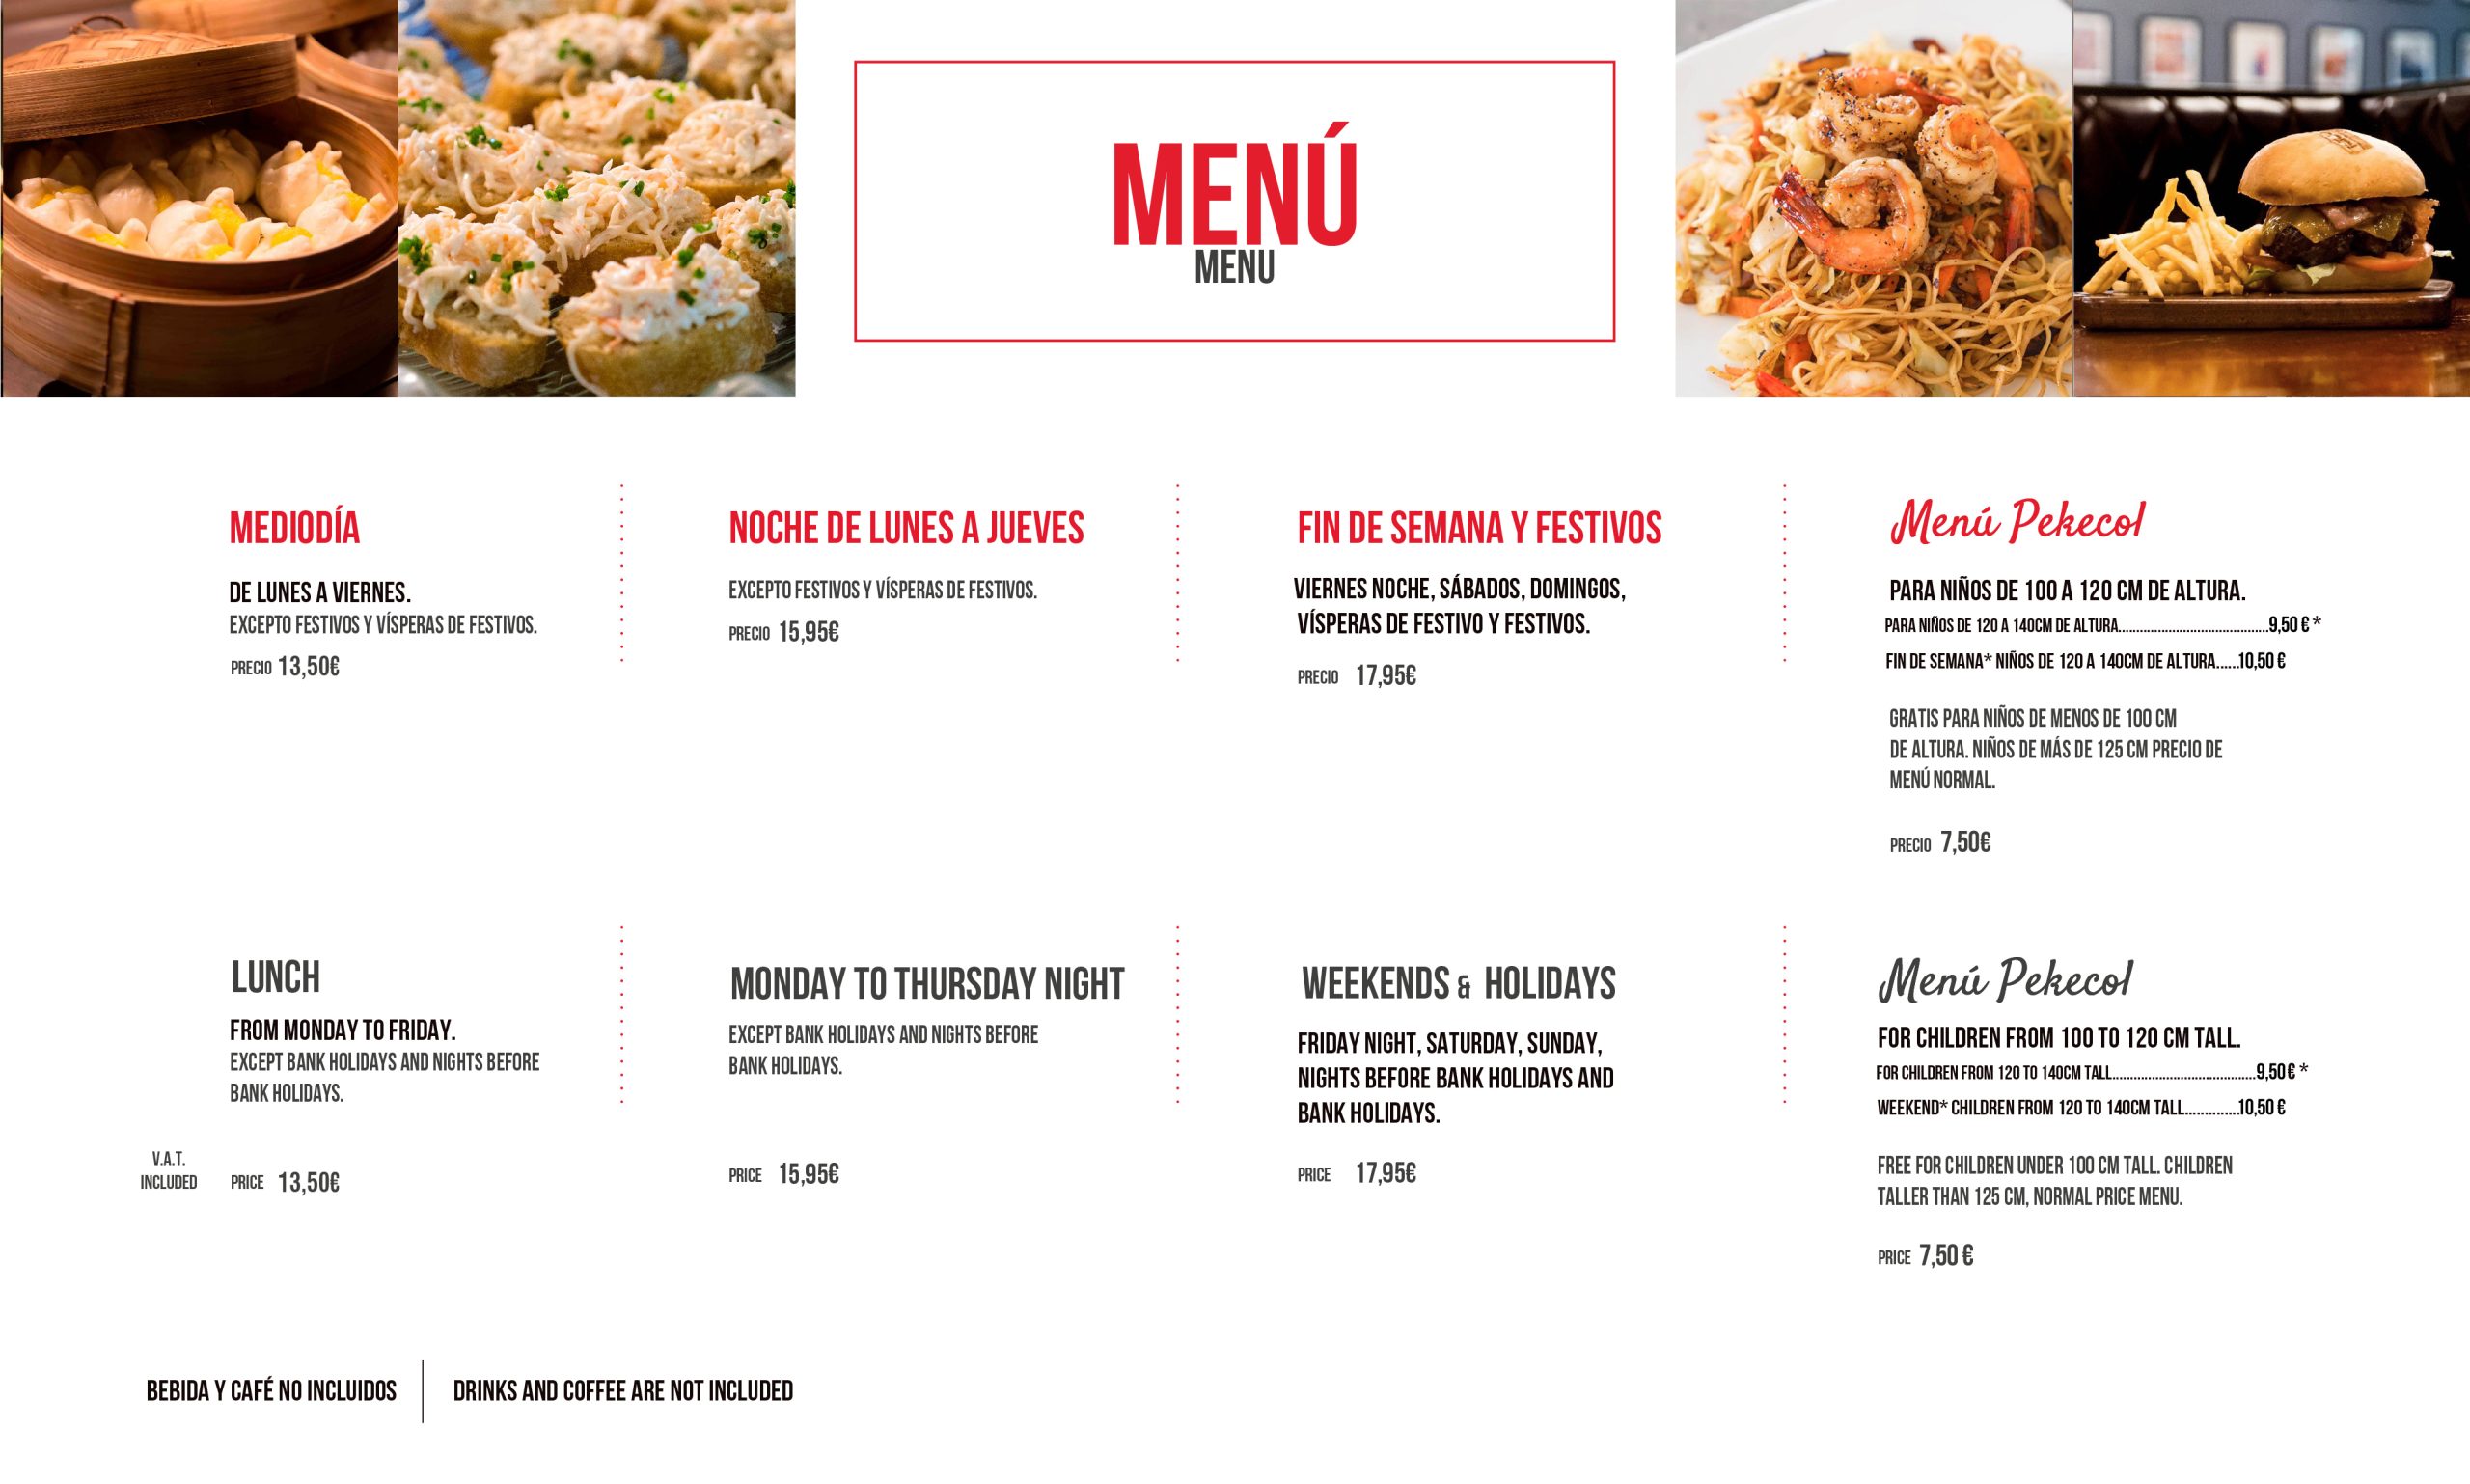 MENÚ
MENU
MEDIODÍA
DE LUNES A VIERNES.
EXCEPTO FESTIVOS Y VÍSPERAS DE FESTIVOS.
PRECIO 13,50€
NOCHE DE LUNES A JUEVES
EXCEPTO FESTIVOS Y VÍSPERAS DE FESTIVOS.
PRECIO 15,95€
FIN DE SEMANA Y FESTIVOS
VIERNES NOCHE, SÁBADOS, DOMINGOS,
VÍSPERAS DE FESTIVO Y FESTIVOS.
PRECIO 17,95€
Menú Pekecol
PARA NIÑOS DE 100 A 120 CM DE ALTURA.
PARA NIÑOS DE 120 A 140CM DE ALTURA..........................................9,50 € *
FIN DE SEMANA* NIÑOS DE 120 A 140CM DE ALTURA......10,50 €
GRATIS PARA NIÑOS DE MENOS DE 100 CM
DE ALTURA. NIÑOS DE MÁS DE 125 CM PRECIO DE
MENÚ NORMAL.
PRECIO 7,50€
LUNCH
FROM MONDAY TO FRIDAY.
EXCEPT BANK HOLIDAYS AND NIGHTS BEFORE
BANK HOLIDAYS.
V.A.T.
INCLUDED
PRICE 13,50€
MONDAY TO THURSDAY NIGHT
EXCEPT BANK HOLIDAYS AND NIGHTS BEFORE
BANK HOLIDAYS.
PRICE 15,95€
WEEKENDS & HOLIDAYS
FRIDAY NIGHT, SATURDAY, SUNDAY,
NIGHTS BEFORE BANK HOLIDAYS AND
BANK HOLIDAYS.
PRICE 17,95€
Menú Pekecol
FOR CHILDREN FROM 100 TO 120 CM TALL.
FOR CHILDREN FROM 120 TO 140CM TALL........................................9,50€ *
WEEKEND* CHILDREN FROM 120 TO 140CM TALL..............10,50 €
FREE FOR CHILDREN UNDER 100 CM TALL. CHILDREN
TALLER THAN 125 CM, NORMAL PRICE MENU.
PRICE 7,50 €
BEBIDA Y CAFÉ NO INCLUIDOS
DRINKS AND COFFEE ARE NOT INCLUDED